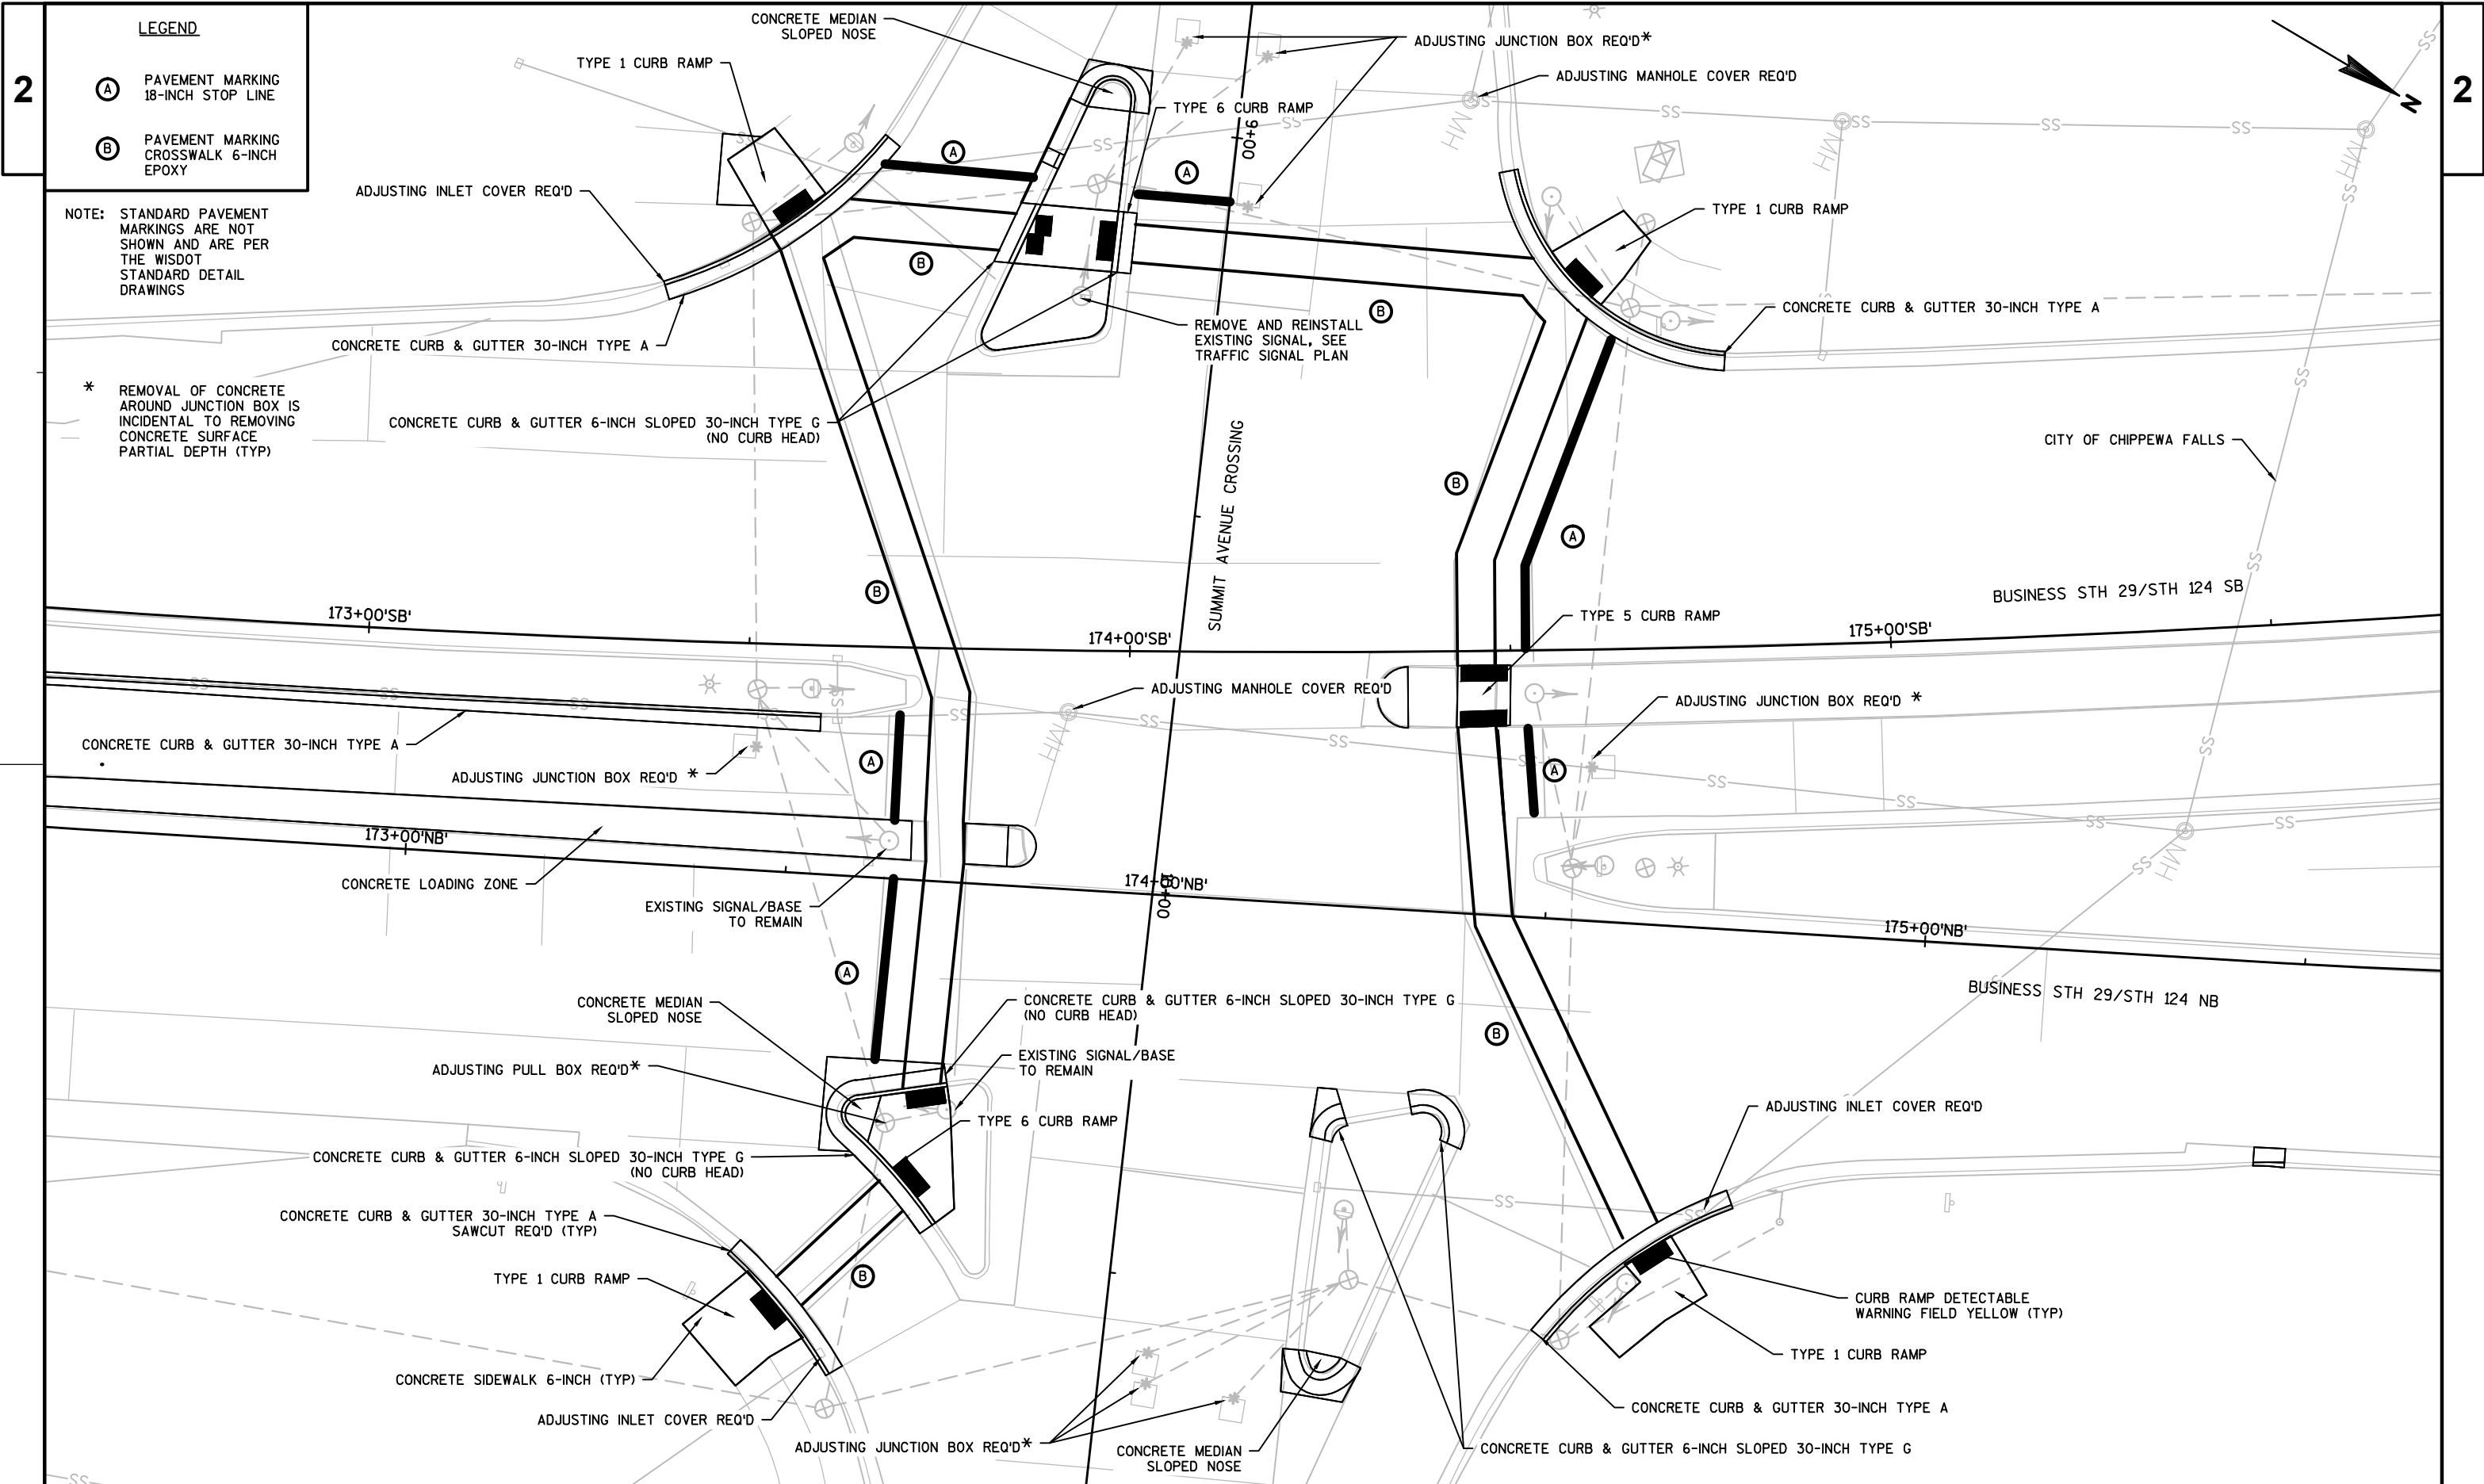 LEGEND
A
PAVEMENT MARKING
18-INCH STOP LINE
B
PAVEMENT MARKING
CROSSWALK 6-INCH
EPOXY
2
2
NOTE: STANDARD PAVEMENT
MARKINGS ARE NOT
SHOWN AND ARE PER
THE WISDOT
STANDARD DETAIL
DRAWINGS
* REMOVAL OF CONCRETE
AROUND JUNCTION BOX IS
INCIDENTAL TO REMOVING
CONCRETE SURFACE
PARTIAL DEPTH (TYP)
CONCRETE MEDIAN
SLOPED NOSE
TYPE 1 CURB RAMP
ADJUSTING INLET COVER REQ'D
CONCRETE CURB & GUTTER 30-INCH TYPE A
ADJUSTING JUNCTION BOX REQ'D*
ADJUSTING MANHOLE COVER REQ'D
TYPE 6 CURB RAMP
9+00
N
TYPE 1 CURB RAMP
CONCRETE CURB & GUTTER 30-INCH TYPE A
REMOVE AND REINSTALL
EXISTING SIGNAL, SEE
TRAFFIC SIGNAL PLAN
CONCRETE CURB & GUTTER 6-INCH SLOPED 30-INCH TYPE G
(NO CURB HEAD)
SUMMIT AVENUE CROSSING
CITY OF CHIPPEWA FALLS
A
A
B
B
B
A
B
SS
MH
BUSINESS STH 29/STH 124 SB
173+00'SB'
174+00'SB'
175+00'SB'
TYPE 5 CURB RAMP
ADJUSTING MANHOLE COVER REQ'D
ADJUSTING JUNCTION BOX REQ'D *
CONCRETE CURB & GUTTER 30-INCH TYPE A
ADJUSTING JUNCTION BOX REQ'D *
A
A
173+00'NB'
174+00'NB'
10+00
175+00'NB'
CONCRETE LOADING ZONE
EXISTING SIGNAL/BASE
TO REMAIN
BUSINESS STH 29/STH 124 NB
A
B
CONCRETE MEDIAN
SLOPED NOSE
CONCRETE CURB & GUTTER 6-INCH SLOPED 30-INCH TYPE G
(NO CURB HEAD)
ADJUSTING PULL BOX REQ'D*
EXISTING SIGNAL/BASE
TO REMAIN
TYPE 6 CURB RAMP
ADJUSTING INLET COVER REQ'D
CONCRETE CURB & GUTTER 6-INCH SLOPED 30-INCH TYPE G
(NO CURB HEAD)
CONCRETE CURB & GUTTER 30-INCH TYPE A
SAWCUT REQ'D (TYP)
TYPE 1 CURB RAMP
B
CURB RAMP DETECTABLE
WARNING FIELD YELLOW (TYP)
TYPE 1 CURB RAMP
CONCRETE SIDEWALK 6-INCH (TYP)
CONCRETE CURB & GUTTER 30-INCH TYPE A
ADJUSTING INLET COVER REQ'D
ADJUSTING JUNCTION BOX REQ'D*
CONCRETE MEDIAN
SLOPED NOSE
CONCRETE CURB & GUTTER 6-INCH SLOPED 30-INCH TYPE G